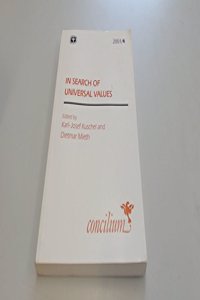 2001/4
IN SEARCH OF
UNIVERSAL VALUES
Edited by
Karl-Josef Kuschel and
Dietmar Mieth
concilium